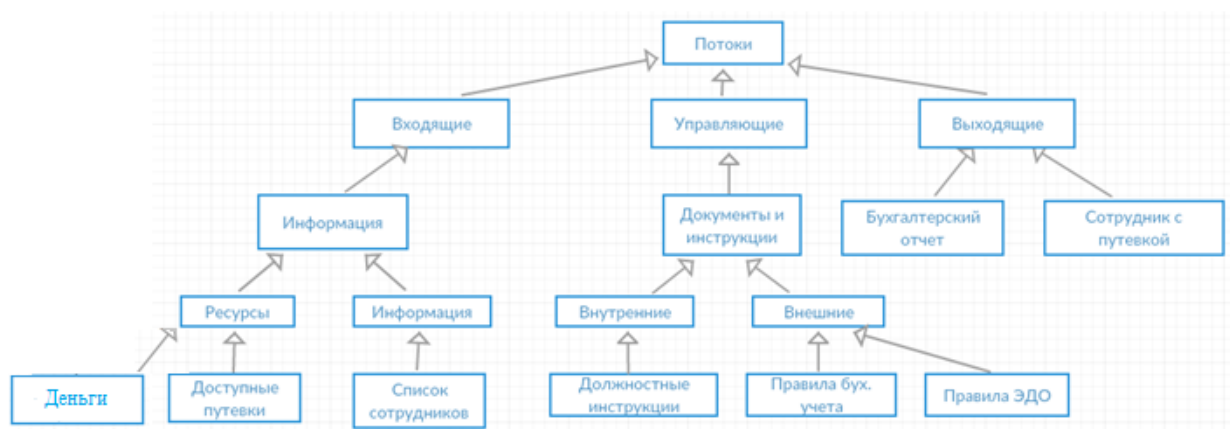 Потоки
Входящие
Управляющие
Выходящие
Информация
Документы и
инструкции
Бухгалтерский
отчет
Сотрудник с
путевкой
Ресурсы
Информация
Внутренние
Внешние
Деньги
Доступные
путевки
Список
сотрудников
Должностные
инструкции
Правила бух.
учета
Правила ЭДО